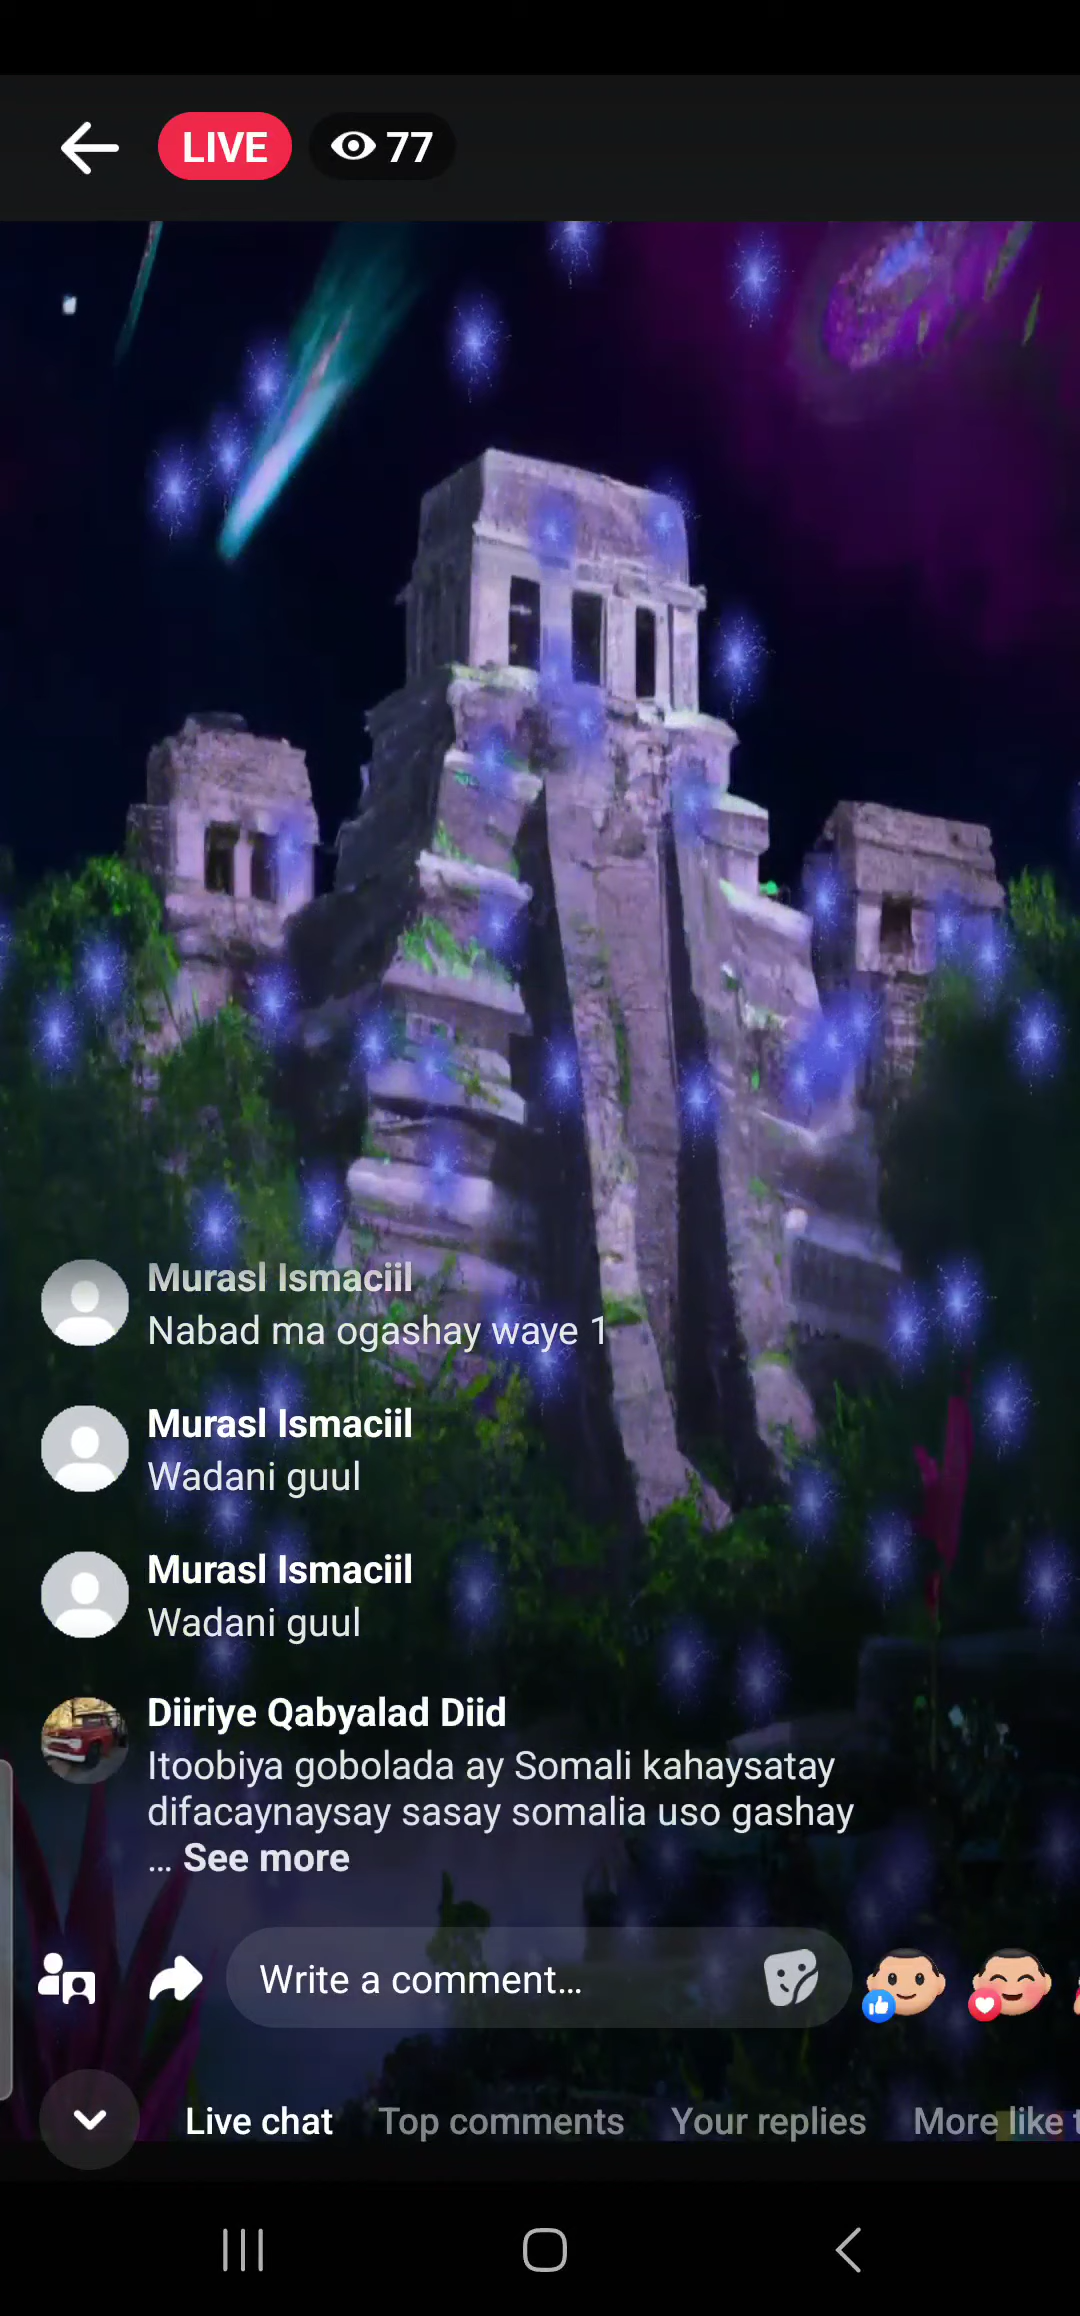 LIVE 77
Murasl Ismaciil
Nabad ma ogashay waye 1
Murasl Ismaciil
Wadani guul
Murasl Ismaciil
Wadani guul
Diiriye Qabyalad Diid
Itoobiya gobolada ay Somali kahaysatay
difacaynaysay sasay somalia uso gashay
... See more
Write a comment...
Live chat Top comments Your replies More like t